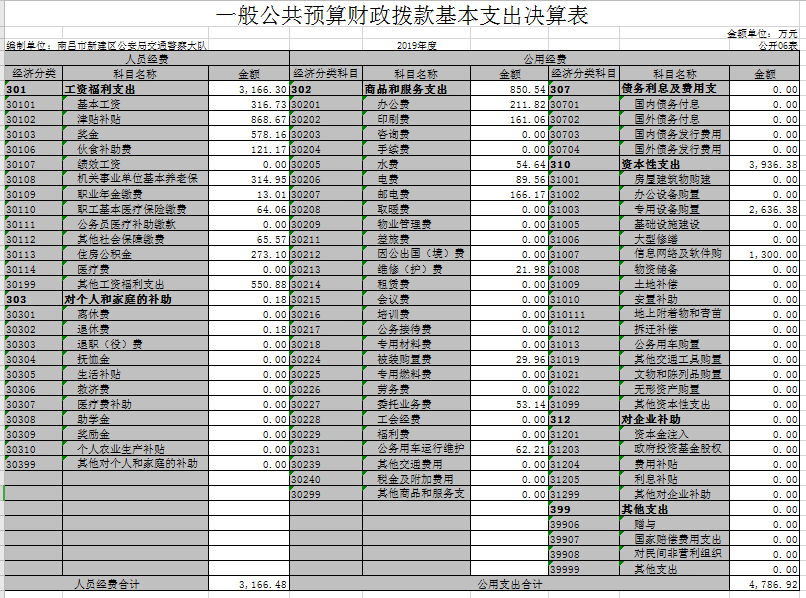 一般公共预算财政拨款基本支出决算表
金额单位：万元
编制单位：南昌市新建区公安局交通警察大队 2019年度 公开06表
人员经费 公用经费
经济分类 科目名称 金额 经济分类科目 科目名称 金额 经济分类科目 科目名称 金额
301 工资福利支出 3,166.30 302 商品和服务支出 850.54 307 债务利息及费用支 0.00
30101 基本工资 316.73 30201 办公费 211.82 30701 国内债务付息 0.00
30102 津贴补贴 868.67 30202 印刷费 161.06 30702 国外债务付息 0.00
30103 奖金 578.16 30203 咨询费 0.00 30703 国内债务发行费用 0.00
30106 伙食补助费 121.17 30204 手续费 0.00 30704 国外债务发行费用 0.00
30107 绩效工资 0.00 30205 水费 54.64 310 资本性支出 3,936.38
30108 机关事业单位基本养老保 314.95 30206 电费 89.56 31001 房屋建筑物购建 0.00
30109 职业年金缴费 13.01 30207 邮电费 166.17 31002 办公设备购置 0.00
30110 职工基本医疗保险缴费 64.06 30208 取暖费 0.00 31003 专用设备购置 2,636.38
30111 公务员医疗补助缴款 0.00 30209 物业管理费 0.00 31005 基础设施建设 0.00
30112 其他社会保障缴费 65.57 30211 差旅费 0.00 31006 大型修缮 0.00
30113 住房公积金 273.10 30212 因公出国（境）费 0.00 31007 信息网络及软件购 1,300.00
30114 医疗费 0.00 30213 维修（护）费 21.98 31008 物资储备 0.00
30199 其他工资福利支出 550.88 30214 租赁费 0.00 31009 土地补偿 0.00
303 对个人和家庭的补助 0.18 30215 会议费 0.00 31010 安置补助 0.00
30301 离休费 0.00 30216 培训费 0.00 310111 地上附着物和青苗 0.00
30302 退休费 0.18 30217 公务接待费 0.00 31012 拆迁补偿 0.00
30303 退职（役）费 0.00 30218 专用材料费 0.00 31013 公务用车购置 0.00
30304 抚恤金 0.00 30224 被装购置费 29.96 31019 其他交通工具购置 0.00
30305 生活补贴 0.00 30225 专用燃料费 0.00 31021 文物和陈列品购置 0.00
30306 救济费 0.00 30226 劳务费 0.00 31022 无形资产购置 0.00
30307 医疗费补助 0.00 30227 委托业务费 53.14 31099 其他资本性支出 0.00
30308 助学金 0.00 30228 工会经费 0.00 312 对企业补助 0.00
30309 奖励金 0.00 30229 福利费 0.00 31201 资本金注入 0.00
30310 个人农业生产补贴 0.00 30231 公务用车运行维护 62.21 31203 政府投资基金股权 0.00
30399 其他对个人和家庭的补助 0.00 30239 其他交通费用 0.00 31204 费用补贴 0.00
30240 税金及附加费用 0.00 31205 利息补贴 0.00
30299 其他商品和服务支 0.00 31299 其他对企业补助 0.00
399 其他支出 0.00
39906 赠与 0.00
39907 国家赔偿费用支出 0.00
39908 对民间非营利组织 0.00
39999 其他支出 0.00
人员经费合计 3,166.48 公用支出合计 4,786.92